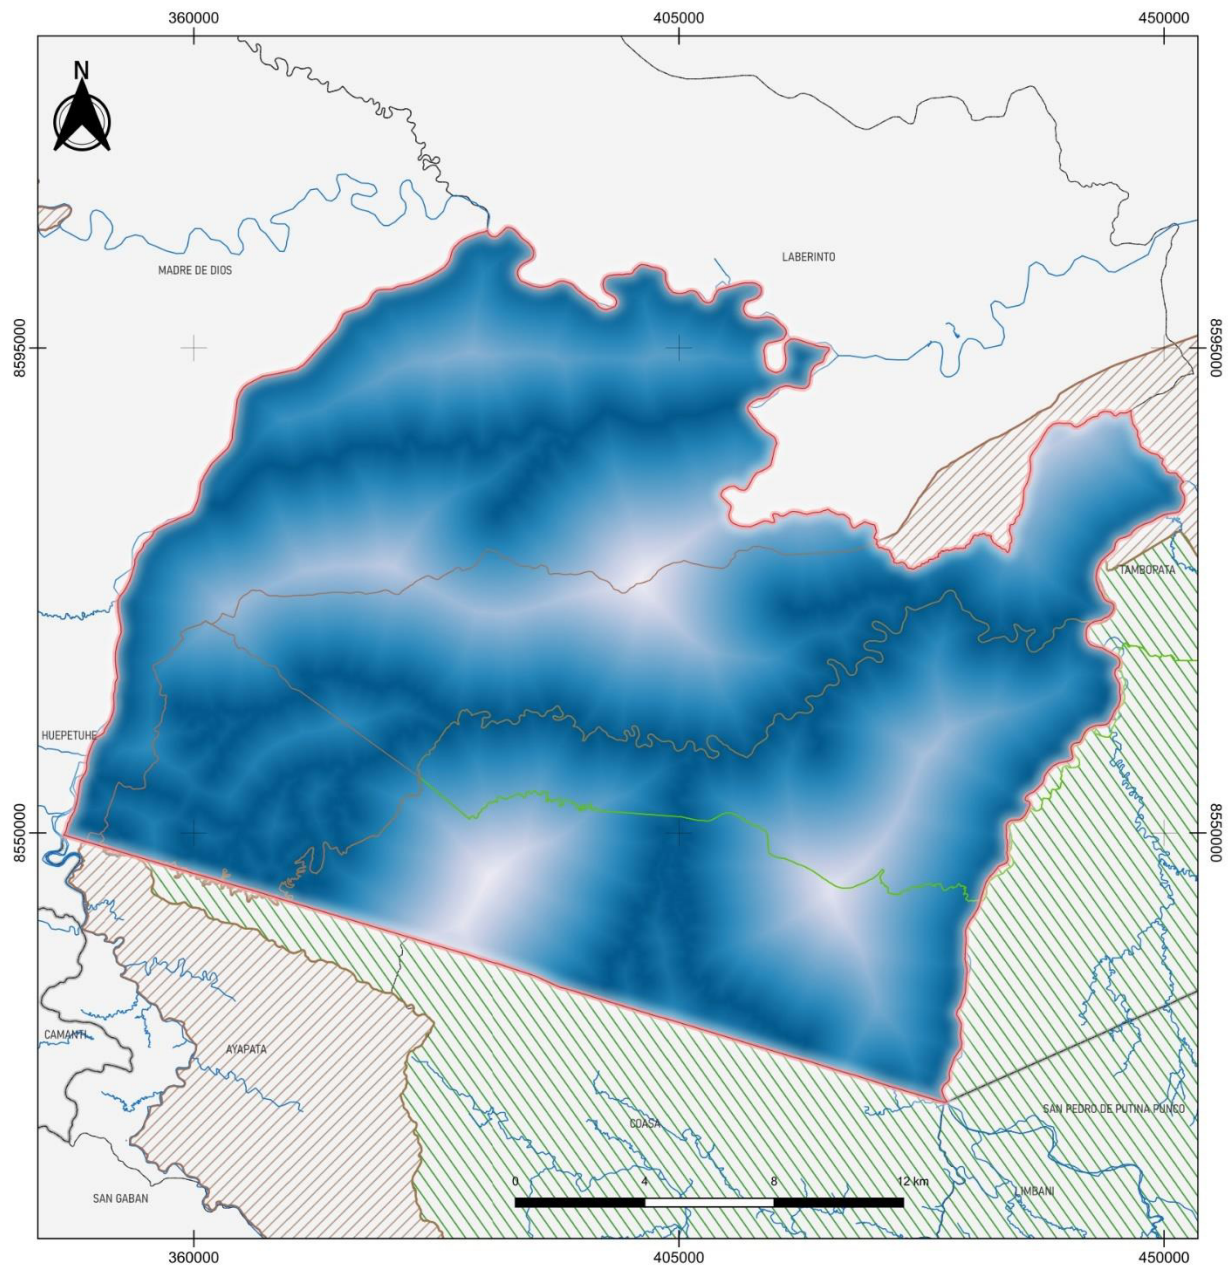 360000
405000
450000
N
MADRE DE DIOS
LABERINTO
8595000
8595000
TAMBOPATA
HUEPETUHE
8550000
8550000
CAMANTI
AYAPATA
COASA
SAN PEDRO DE PUTINA PUNCO
0 4 8 12 km
LIMBANI
SAN GABAN
360000
405000
450000